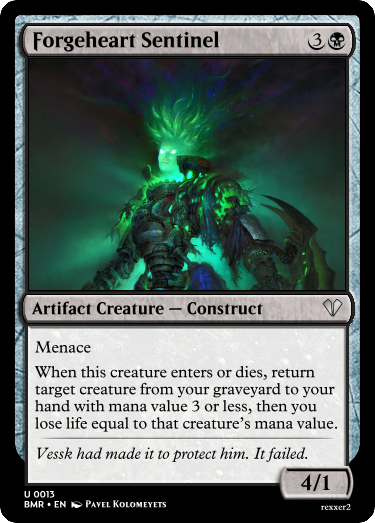 Forgeheart Sentinel 3
Artifact Creature — Construct
Menace
When this creature enters or dies, return
target creature from your graveyard to your
hand with mana value 3 or less, then you
lose life equal to that creature's mana value.
Vessk had made it to protect him. It failed.
4/1
U 0013
BMR • EN Pavel Kolomeyets
rexxer2